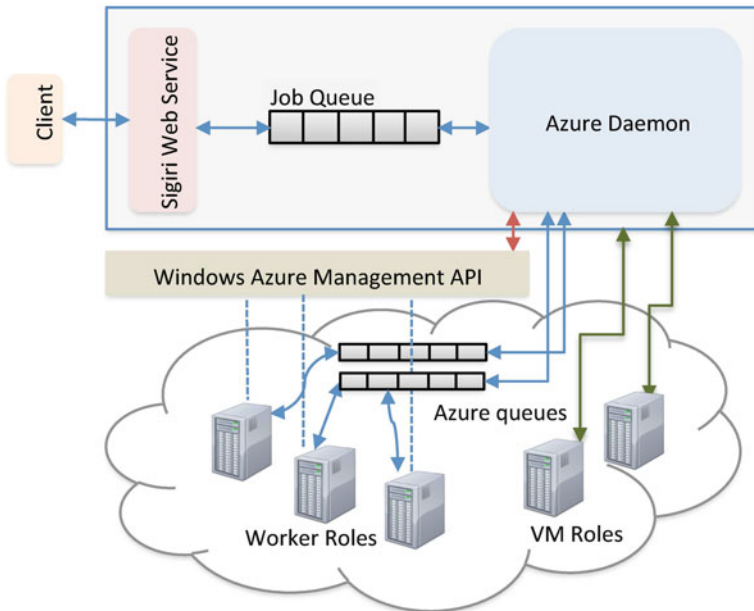 Client
Sigiri Web Service
Job Queue
Azure Daemon
Windows Azure Management API
Azure queues
Worker Roles
VM Roles